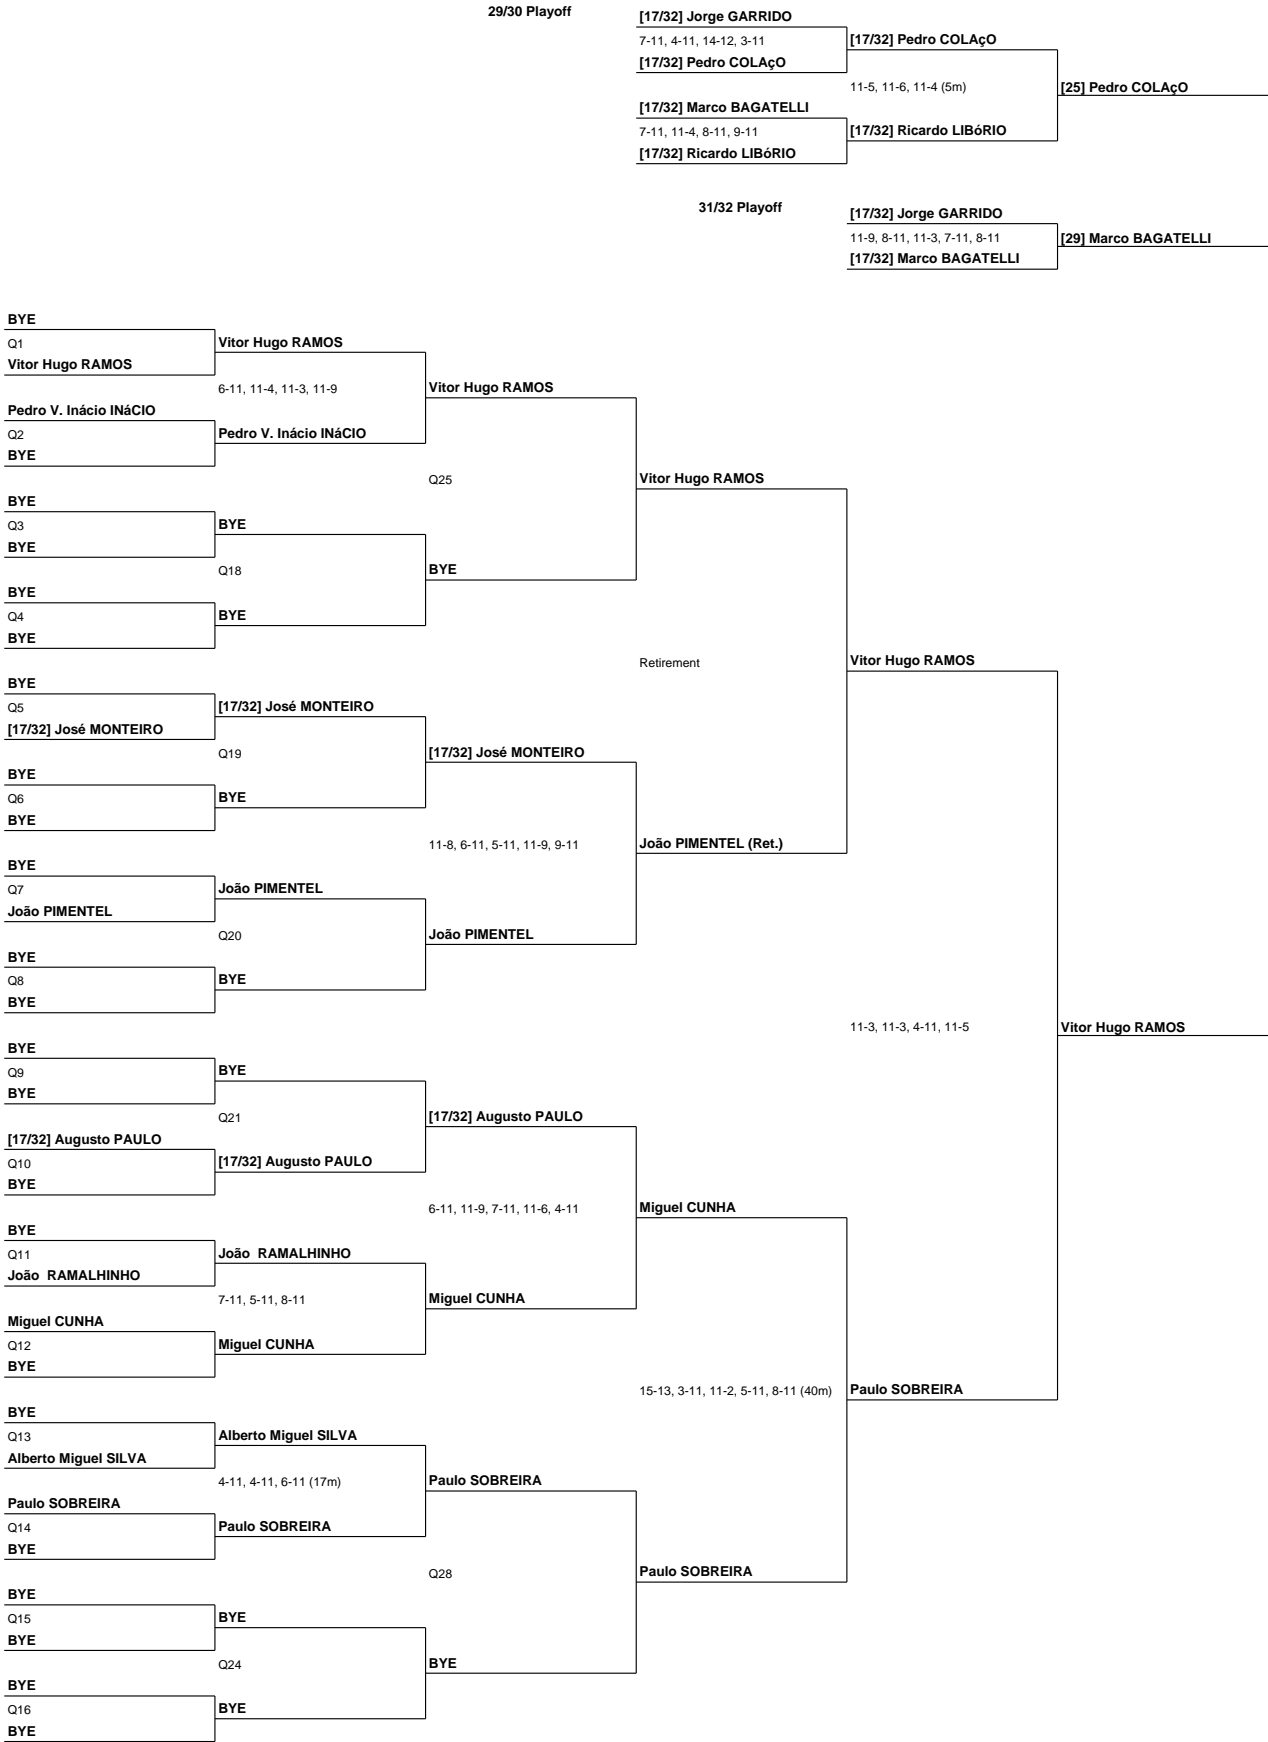 29/30 Playoff
[17/32] Jorge GARRIDO
7-11, 4-11, 14-12, 3-11
[17/32] Pedro COLAçO
[17/32] Pedro COLAçO
11-5, 11-6, 11-4 (5m)
[25] Pedro COLAçO
[17/32] Marco BAGATELLI
7-11, 11-4, 8-11, 9-11
[17/32] Ricardo LIBóRIO
[17/32] Ricardo LIBóRIO
31/32 Playoff
[17/32] Jorge GARRIDO
11-9, 8-11, 11-3, 7-11, 8-11
[29] Marco BAGATELLI
[17/32] Marco BAGATELLI
BYE
Q1
Vitor Hugo RAMOS
Vitor Hugo RAMOS
6-11, 11-4, 11-3, 11-9
Vitor Hugo RAMOS
Pedro V. Inácio INáCIO
Q2
Pedro V. Inácio INáCIO
BYE
Q25
Vitor Hugo RAMOS
BYE
Q3
BYE
BYE
Q18
BYE
BYE
Q4
BYE
BYE
Retirement
Vitor Hugo RAMOS
BYE
Q5
[17/32] José MONTEIRO
[17/32] José MONTEIRO
Q19
[17/32] José MONTEIRO
BYE
Q6
BYE
BYE
11-8, 6-11, 5-11, 11-9, 9-11
João PIMENTEL (Ret.)
BYE
Q7
João PIMENTEL
João PIMENTEL
Q20
João PIMENTEL
BYE
Q8
BYE
BYE
11-3, 11-3, 4-11, 11-5
Vitor Hugo RAMOS
BYE
Q9
BYE
BYE
Q21
[17/32] Augusto PAULO
[17/32] Augusto PAULO
Q10
[17/32] Augusto PAULO
BYE
6-11, 11-9, 7-11, 11-6, 4-11
Miguel CUNHA
BYE
Q11
João  RAMALHINHO
João  RAMALHINHO
7-11, 5-11, 8-11
Miguel CUNHA
Miguel CUNHA
Q12
Miguel CUNHA
BYE
15-13, 3-11, 11-2, 5-11, 8-11 (40m)
Paulo SOBREIRA
BYE
Q13
Alberto Miguel SILVA
Alberto Miguel SILVA
4-11, 4-11, 6-11 (17m)
Paulo SOBREIRA
Paulo SOBREIRA
Q14
Paulo SOBREIRA
BYE
Q28
Paulo SOBREIRA
BYE
Q15
BYE
BYE
Q24
BYE
BYE
Q16
BYE
BYE